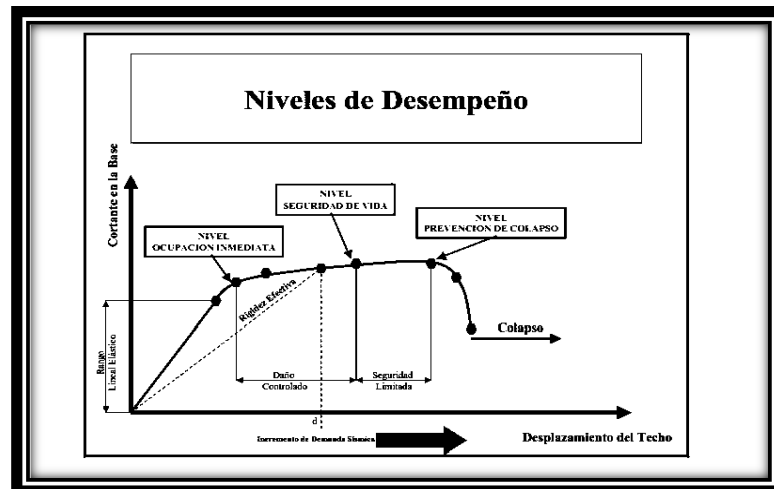 Niveles de Desempeño
Cortante en la Base
NIVEL
SEGURIDAD DE VIDA
NIVEL
PREVENCION DE COLAPSO
NIVEL
OCUPACION INMEDIATA
Rigidez Efectiva
Rango
Lineal Elástico
Daño
Controlado
Seguridad
Limitada
Colapso
d
Incremento de Demanda Sísmica
Desplazamiento del Techo